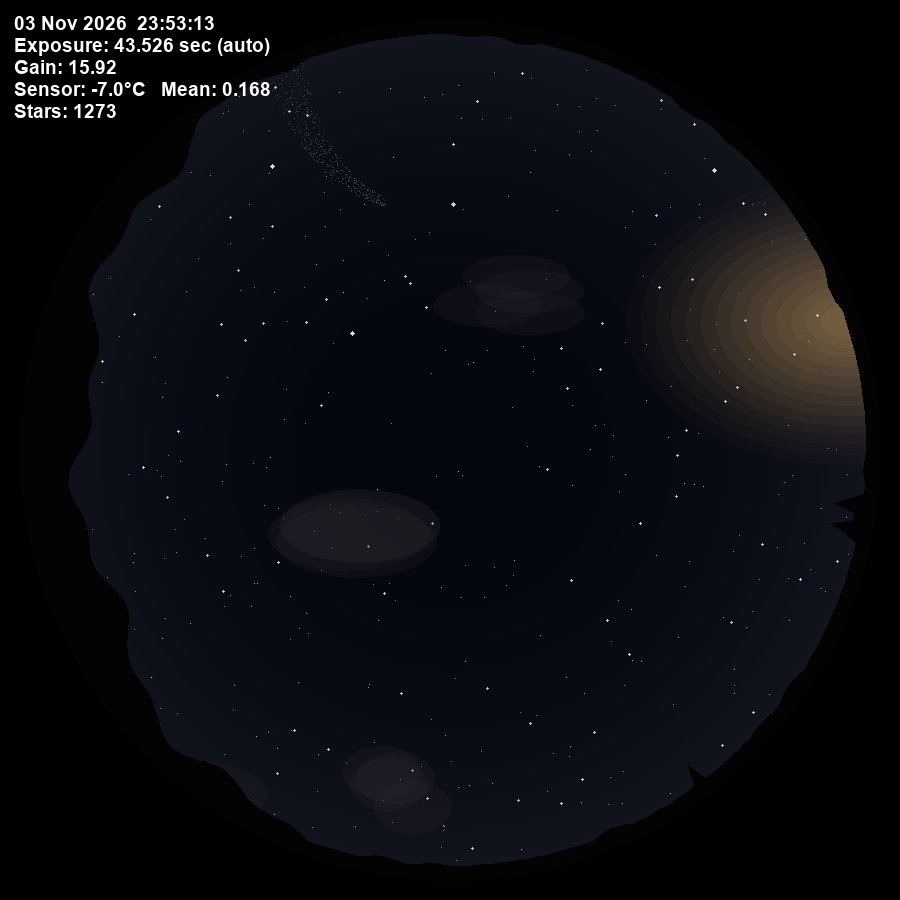 03 Nov 2026  23:53:13
Exposure: 43.526 sec (auto)
Gain: 15.92
Sensor: -7.0°C   Mean: 0.168
Stars: 1273